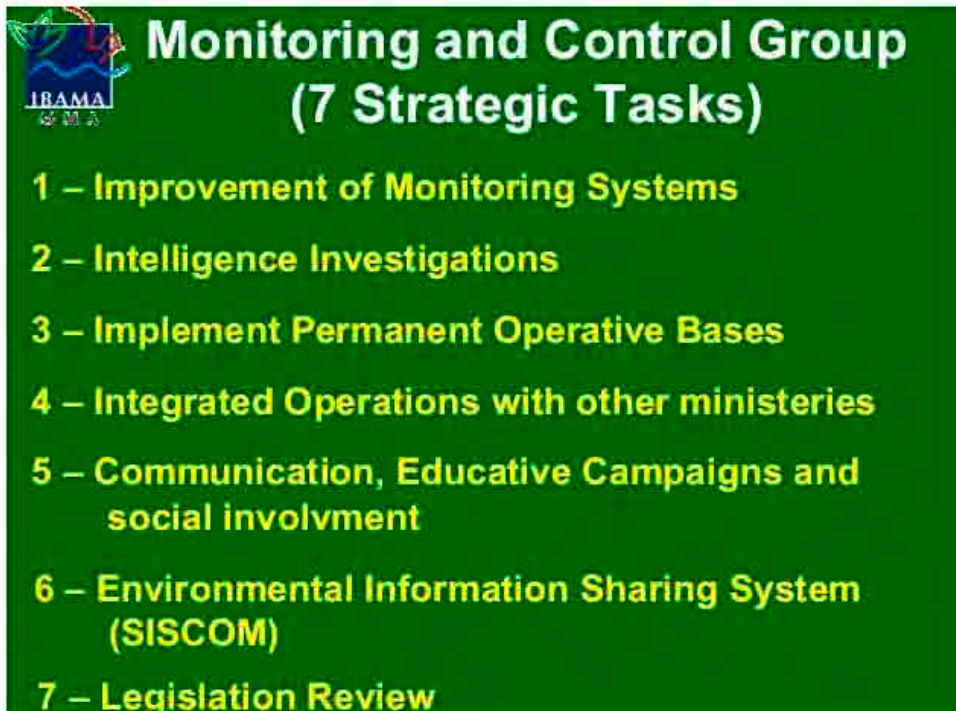 IBAMA
M M A
Monitoring and Control Group
(7 Strategic Tasks)
1 – Improvement of Monitoring Systems
2 – Intelligence Investigations
3 – Implement Permanent Operative Bases
4 – Integrated Operations with other ministeries
5 – Communication, Educative Campaigns and
social involvment
6 – Environmental Information Sharing System
(SISCOM)
7 – Legislation Review